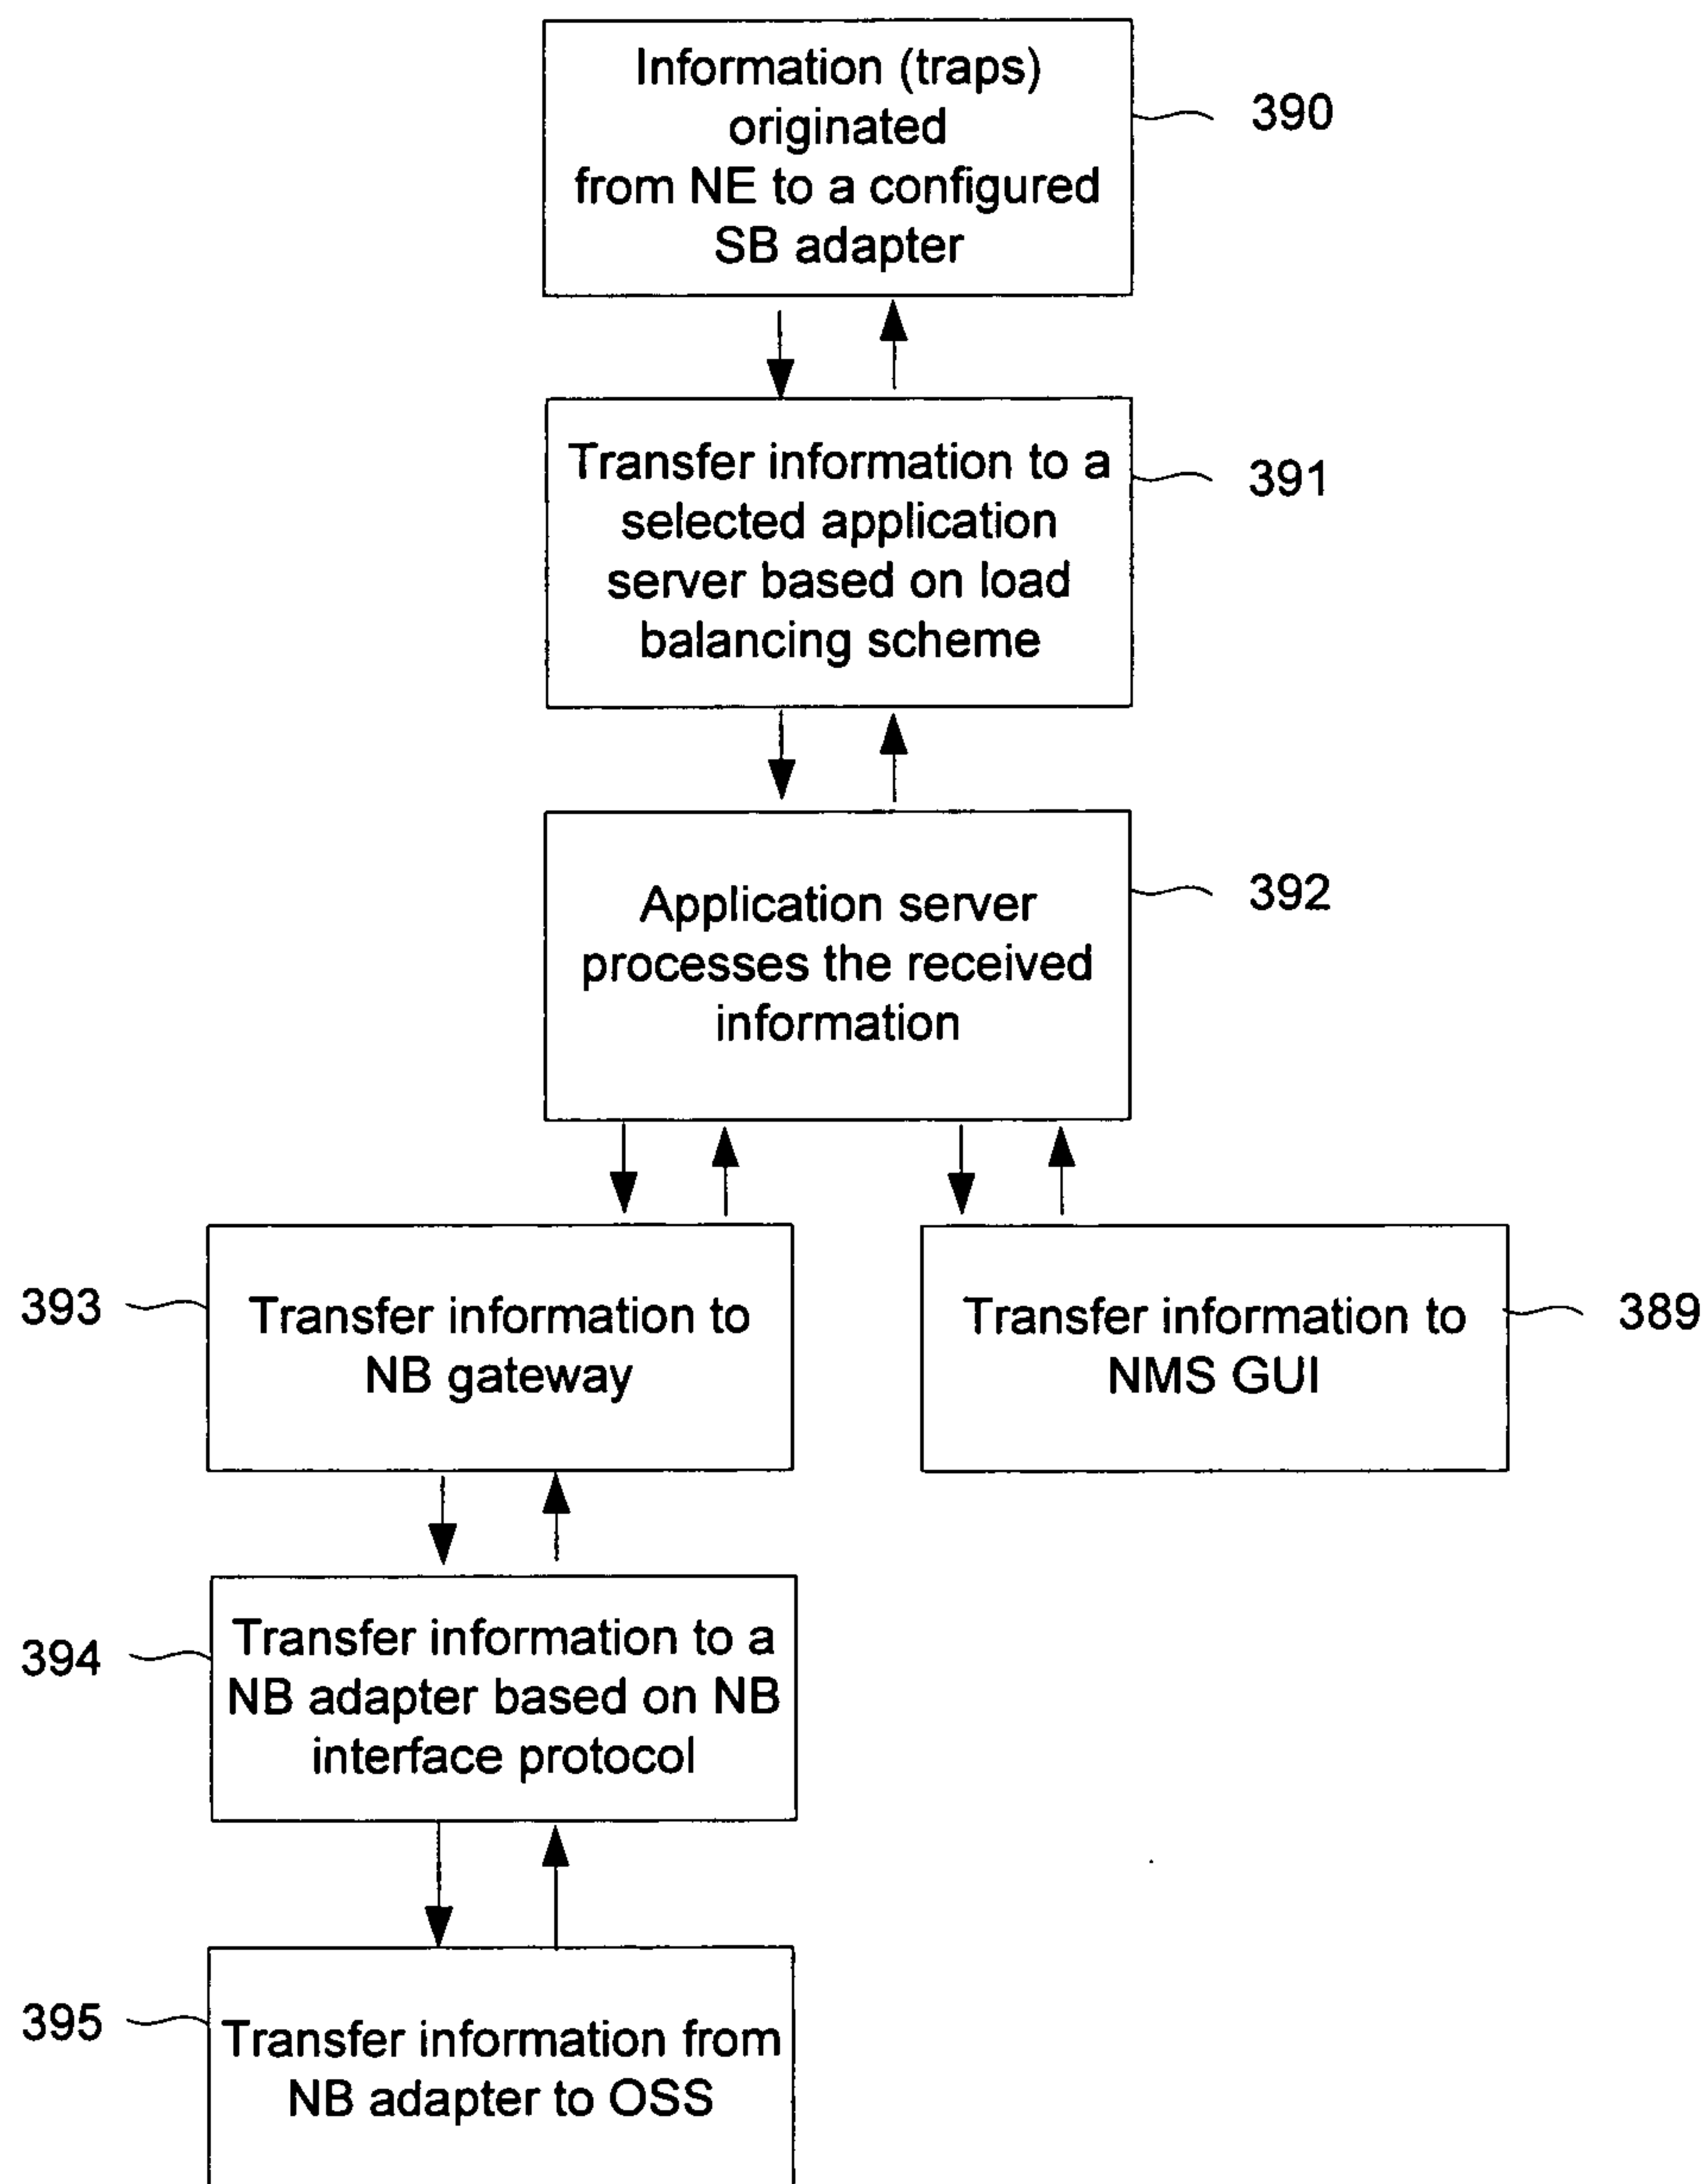 Information (traps)
originated
from NE to a configured
SB adapter
390
Transfer information to a
selected application
server based on load
balancing scheme
391
Application server
processes the received
information
392
393
Transfer information to
NB gateway
Transfer information to
NMS GUI
389
394
Transfer information to a
NB adapter based on NB
interface protocol
395
Transfer information from
NB adapter to OSS